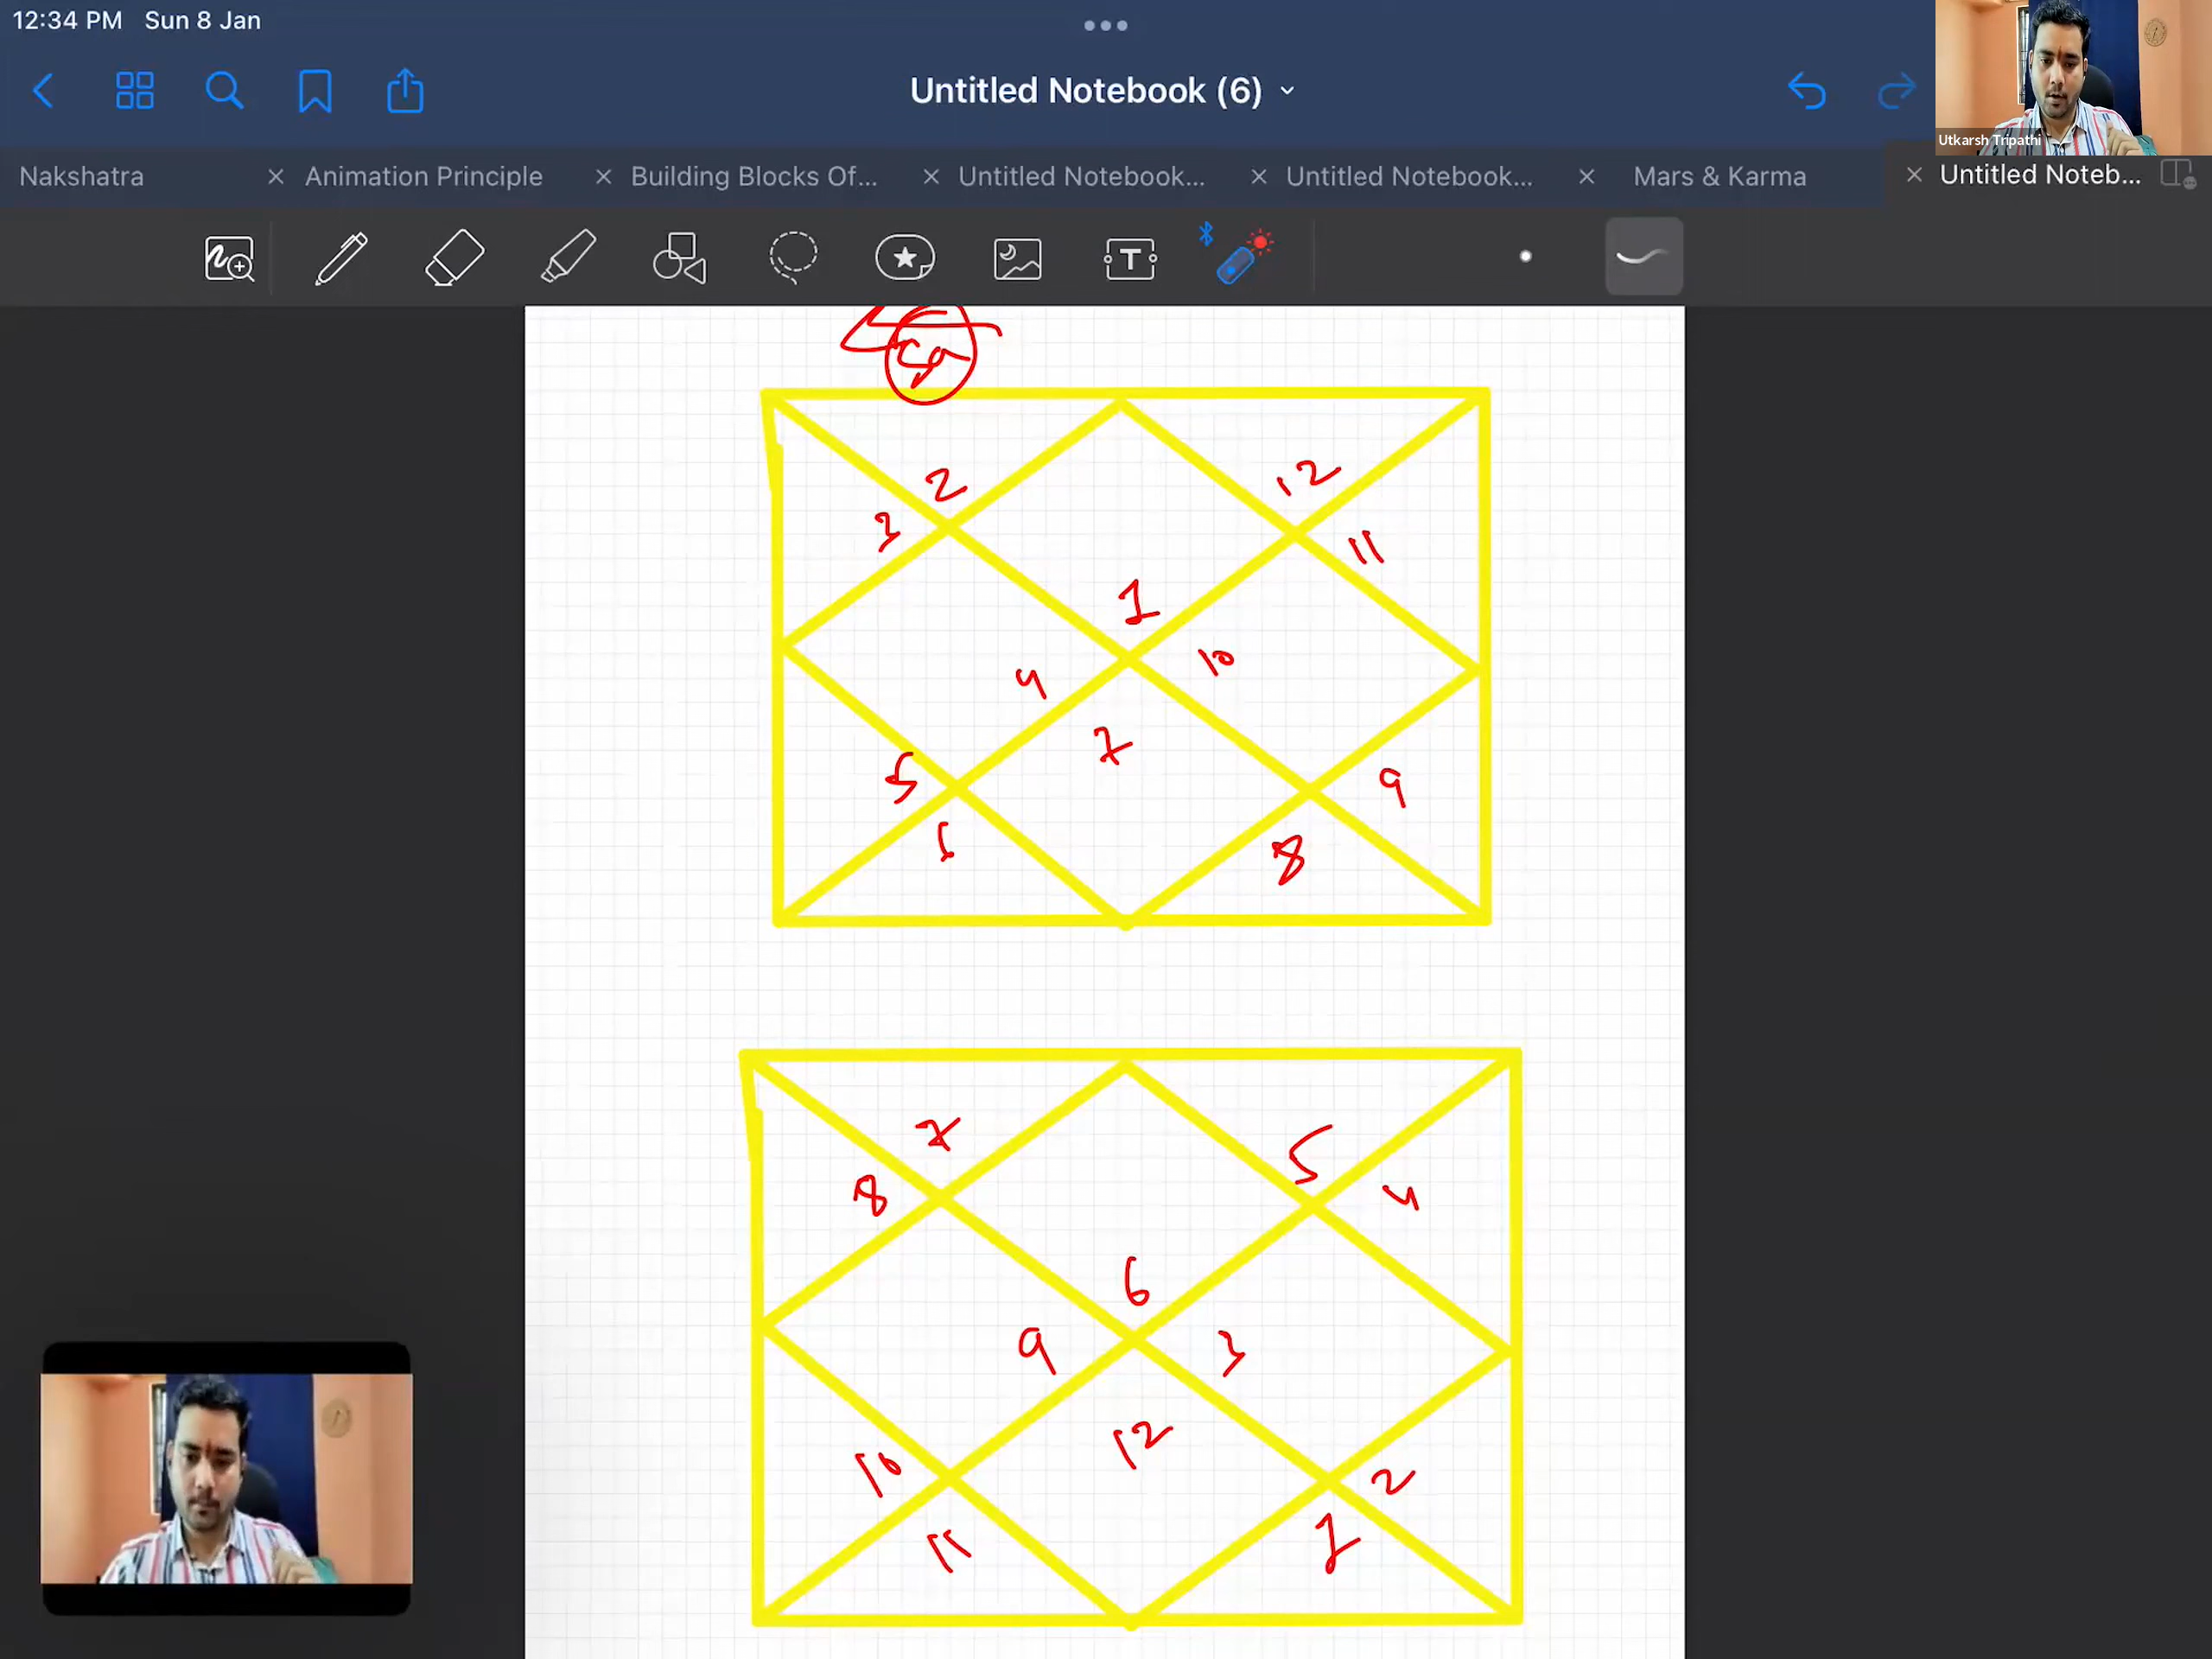 12:34 PM Sun 8 Jan
Untitled Notebook (6)
Utkarsh Tripathi
Nakshatra
Animation Principle
Building Blocks Of...
Untitled Notebook...
Untitled Notebook...
Mars & Karma
Untitled Noteb...
T
Sa
2
12
3
11
1
4
10
7
5
9
8
7
5
8
4
6
9
3
12
10
2
11
1